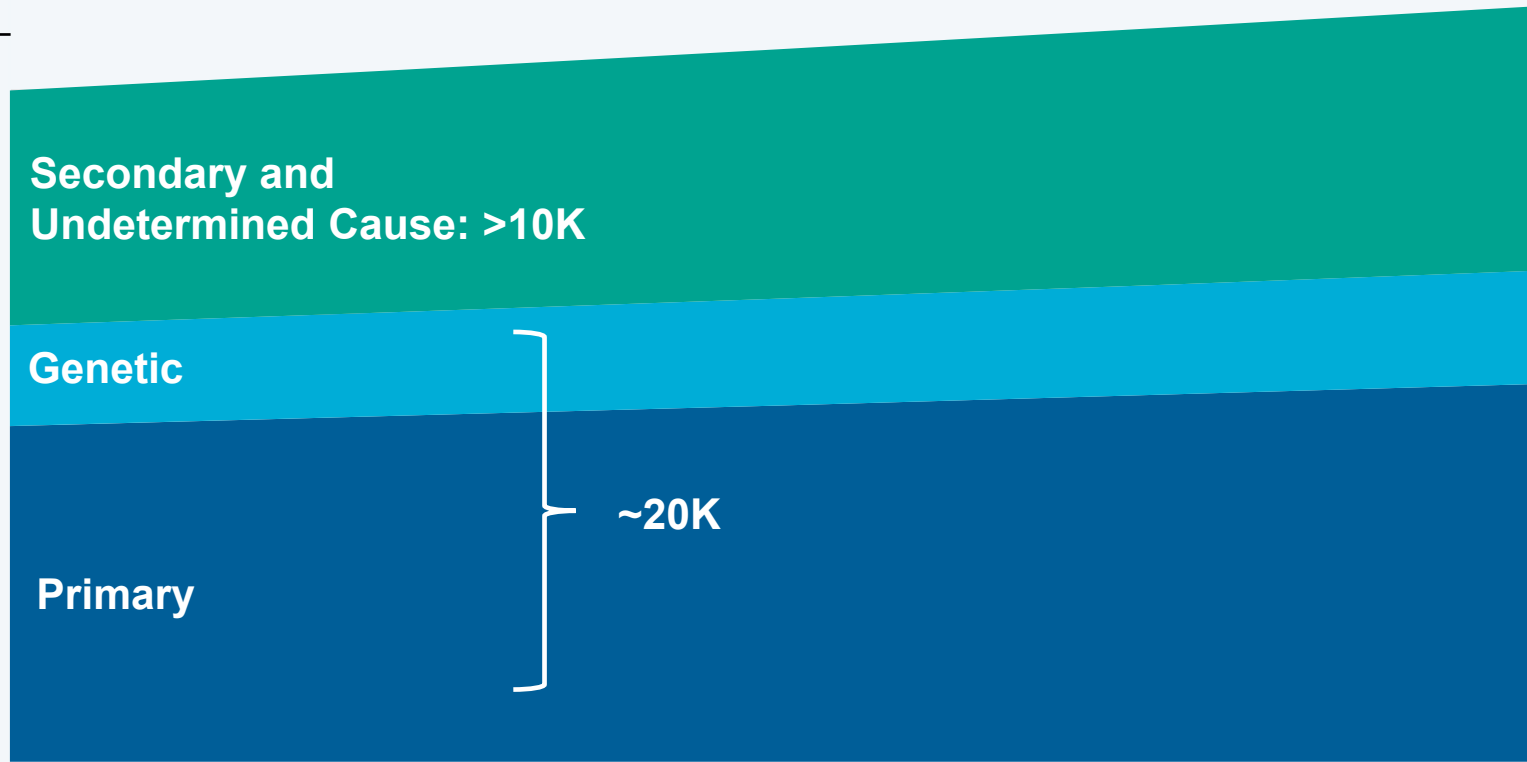 Secondary and
Undetermined Cause: >10K
Genetic
~20K
Primary